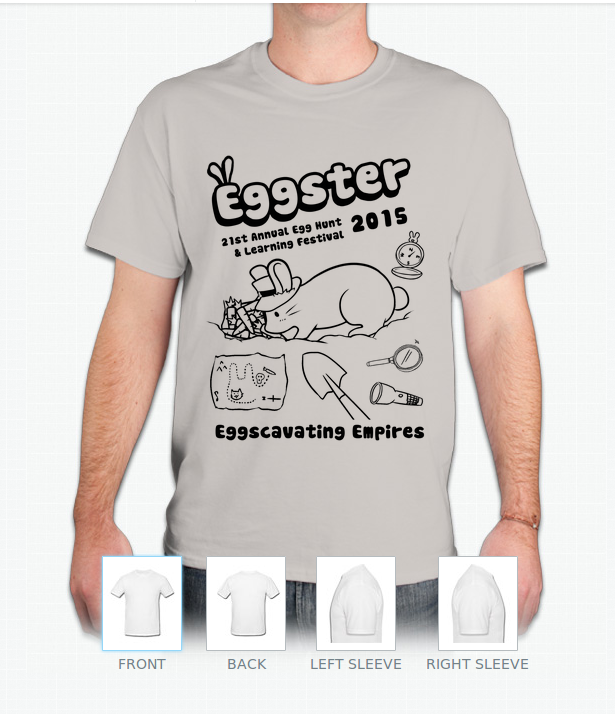 Eggster
21st Annual Egg Hunt
& Learning Festival
2015
Eggscavating Empires
FRONT
BACK
LEFT SLEEVE
RIGHT SLEEVE